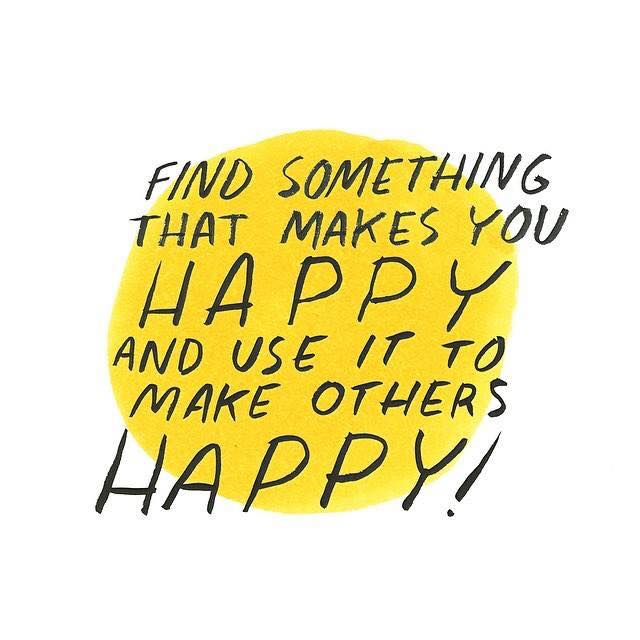 FIND SOMETHING
THAT MAKES YOU
HAPPY
AND USE IT TO
MAKE OTHERS
HAPPY!